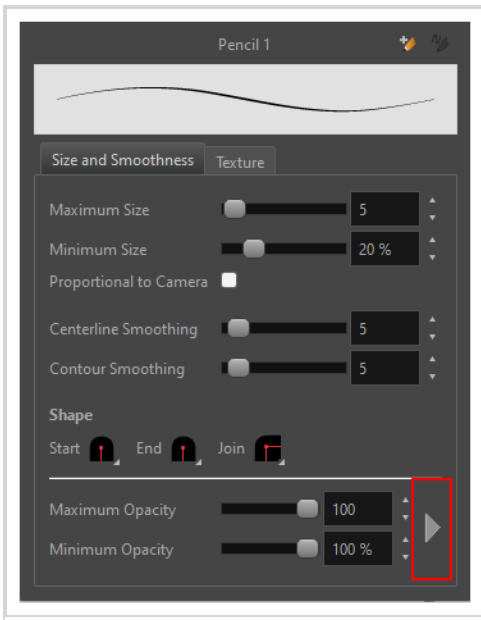 Pencil 1
Size and Smoothness Texture
Maximum Size 5
Minimum Size 20 %
Proportional to Camera
Centerline Smoothing 5
Contour Smoothing 5
Shape
Start End Join
Maximum Opacity 100
Minimum Opacity 100 %